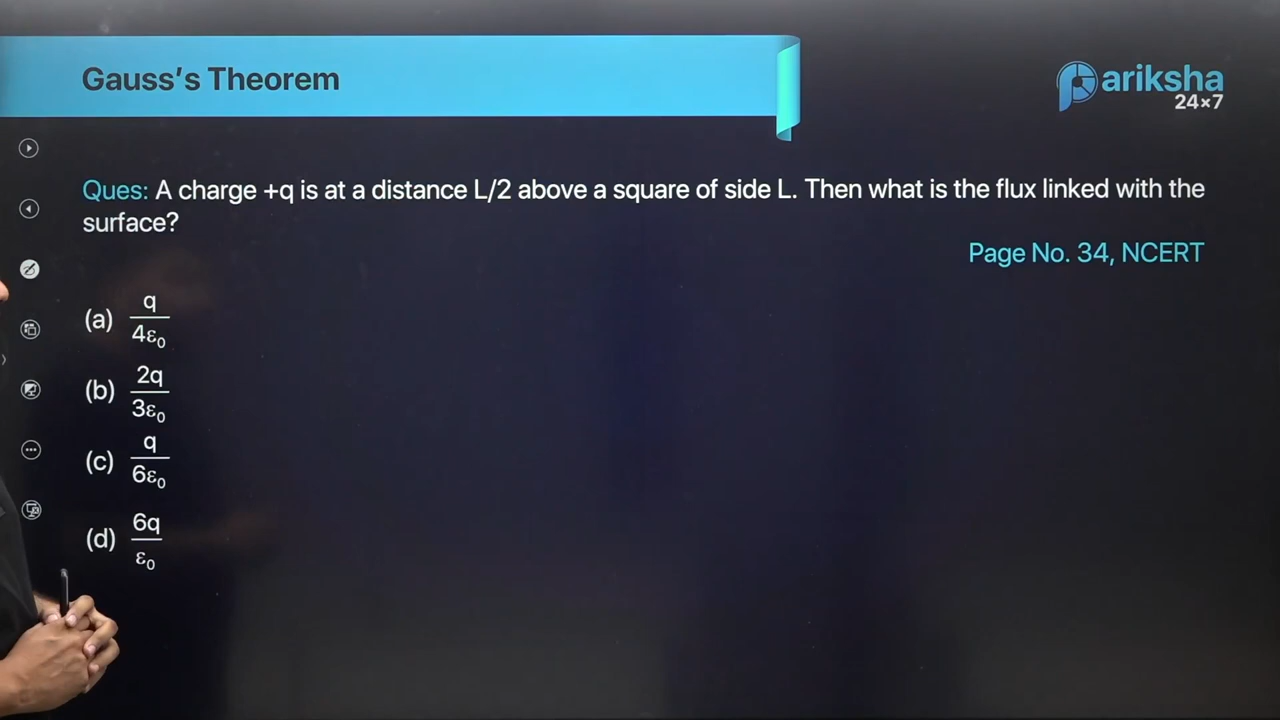 Gauss's Theorem
ariksha
24×7
Ques: A charge +q is at a distance L/2 above a square of side L. Then what is the flux linked with the
surface?
Page No. 34, NCERT
(a) q/4ε₀
(b) 2q/3ε₀
(c) q/6ε₀
(d) 6q/ε₀